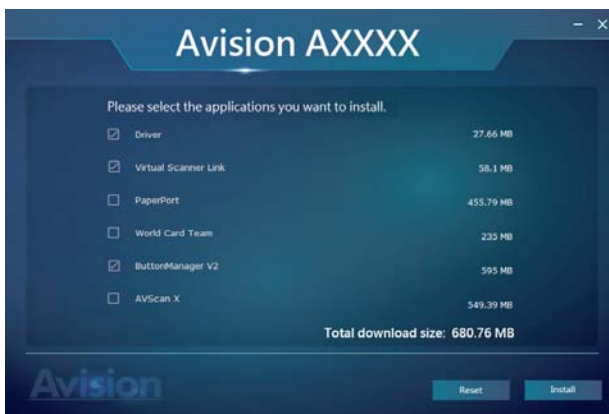 Avision AXXXX
Please select the applications you want to install.
Driver 27.66 MB
Virtual Scanner Link 58.1 MB
PaperPort 455.79 MB
World Card Team 235 MB
ButtonManager V2 595 MB
AVScan X 549.39 MB
Total download size: 680.76 MB
Avision
Reset Install